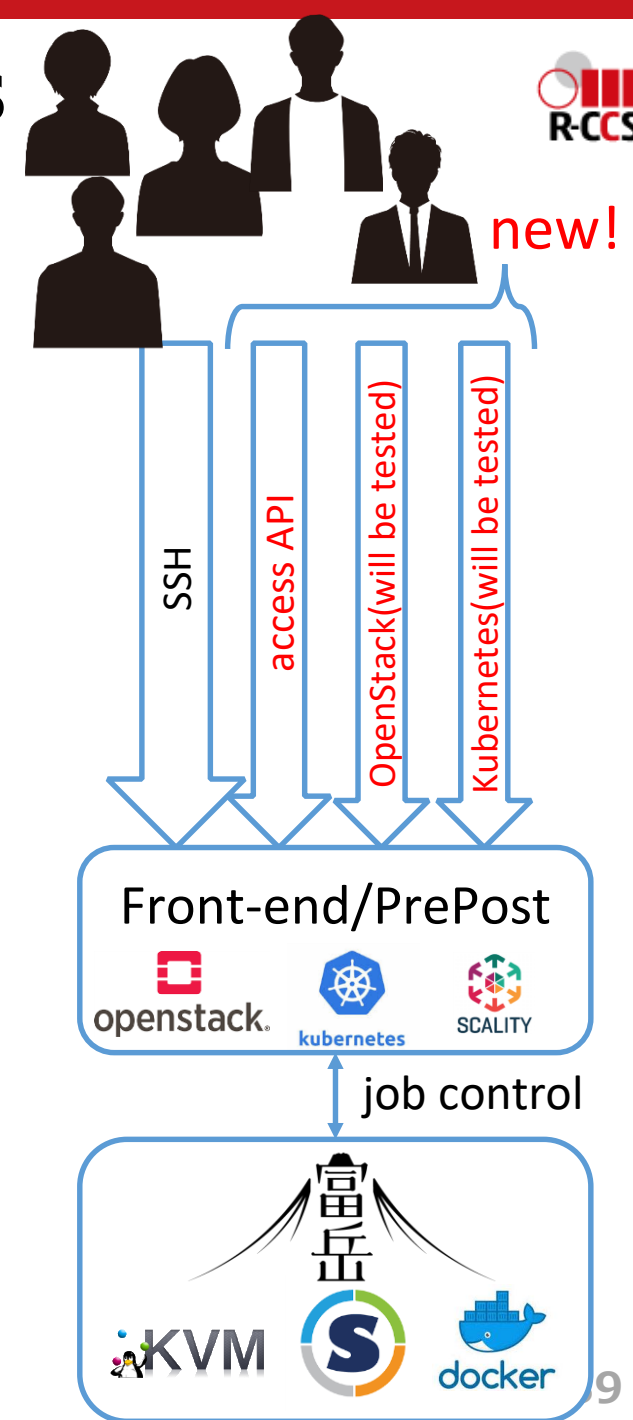 R-CCS
new!
SSH
access API
OpenStack(will be tested)
Kubernetes(will be tested)
Front-end/PrePost
openstack.
kubernetes
SCALITY
job control
富岳
KVM
S
docker
9